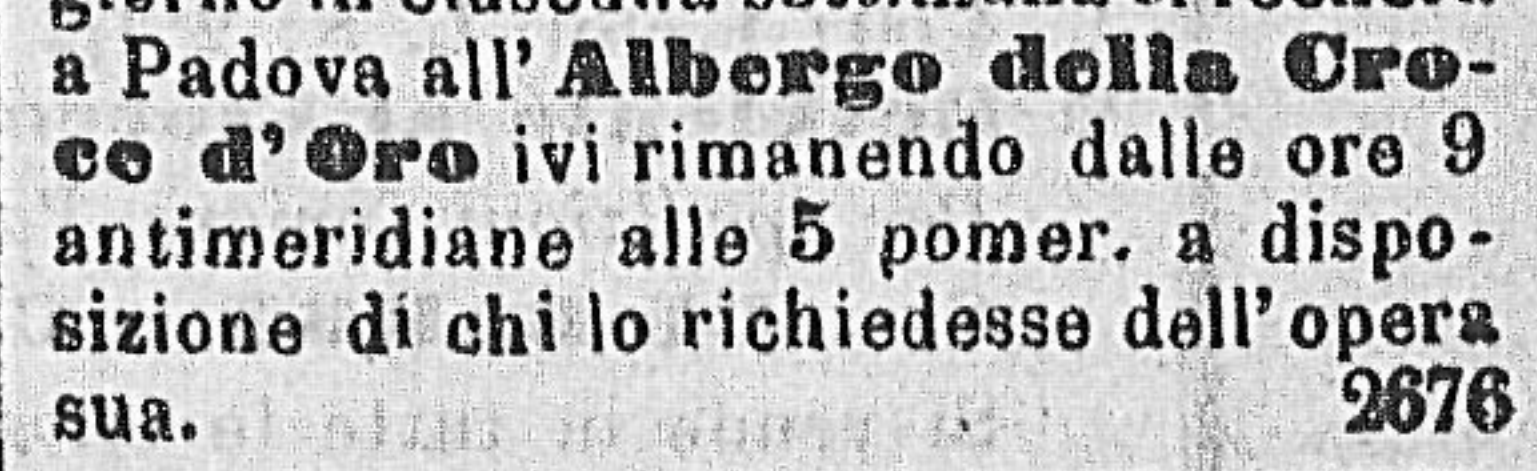 a Padova all' Albergo della Cro-
ce d'Oro ivi rimanendo dalle ore 9
antimeridiane alle 5 pomer. a dispo-
sizione di chi lo richiedesse dell'opera
sua. 2676